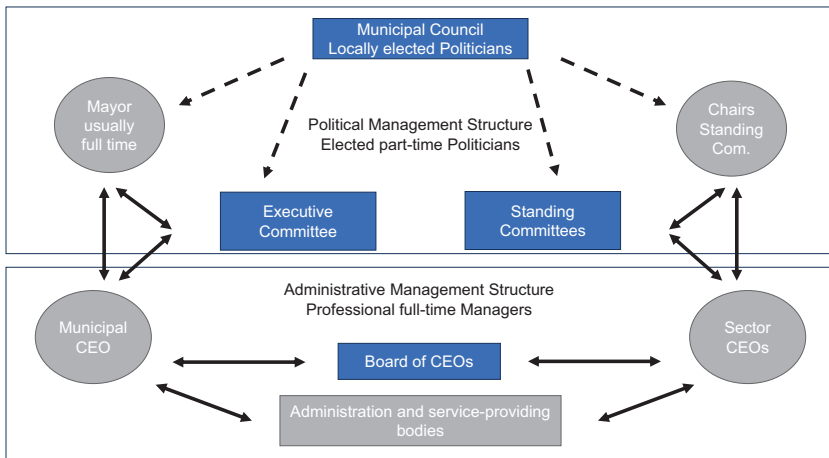 Municipal Council
Locally elected Politicians
Mayor
usually
full time
Chairs
Standing
Com.
Political Management Structure
Elected part-time Politicians
Executive
Committee
Standing
Committees
Administrative Management Structure
Professional full-time Managers
Municipal
CEO
Sector
CEOs
Board of CEOs
Administration and service-providing
bodies